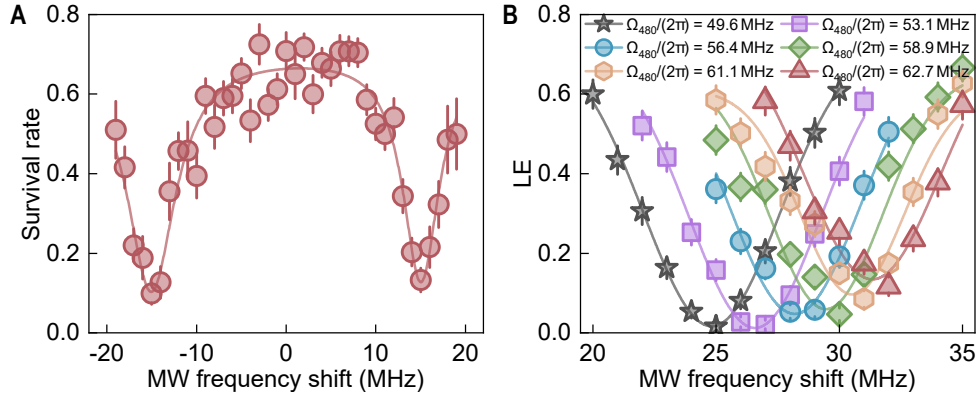 A
Survival rate
0.8
0.6
0.4
0.2
0.0
-20
-10
0
10
20
MW frequency shift (MHz)
B
LE
0.8
0.6
0.4
0.2
0.0
Ω480/(2π) = 49.6 MHz
Ω480/(2π) = 53.1 MHz
Ω480/(2π) = 56.4 MHz
Ω480/(2π) = 58.9 MHz
Ω480/(2π) = 61.1 MHz
Ω480/(2π) = 62.7 MHz
20
25
30
35
MW frequency shift (MHz)